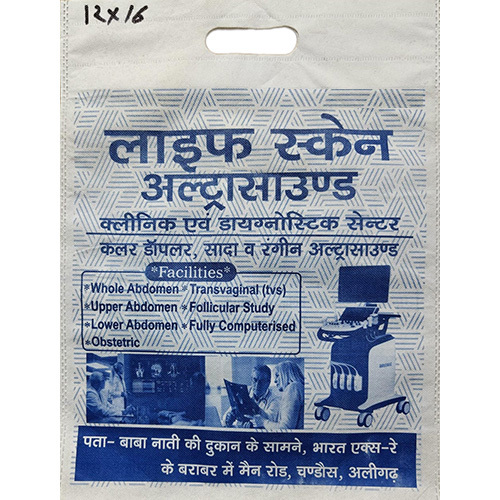 12x16
लाइफ स्केन
अल्ट्रासाउण्ड
क्लीनिक एवं डायग्नोस्टिक सेन्टर
कलर डॉपलर, सादा व रंगीन अल्ट्रासाउण्ड
*Facilities*
*Whole Abdomen *Transvaginal (tvs)
*Upper Abdomen *Follicular Study
*Lower Abdomen *Fully Computerised
*Obstetric
पता- बाबा नाती की दुकान के सामने, भारत एक्स-रे
के बराबर में मैन रोड, चण्डौस, अलीगढ़